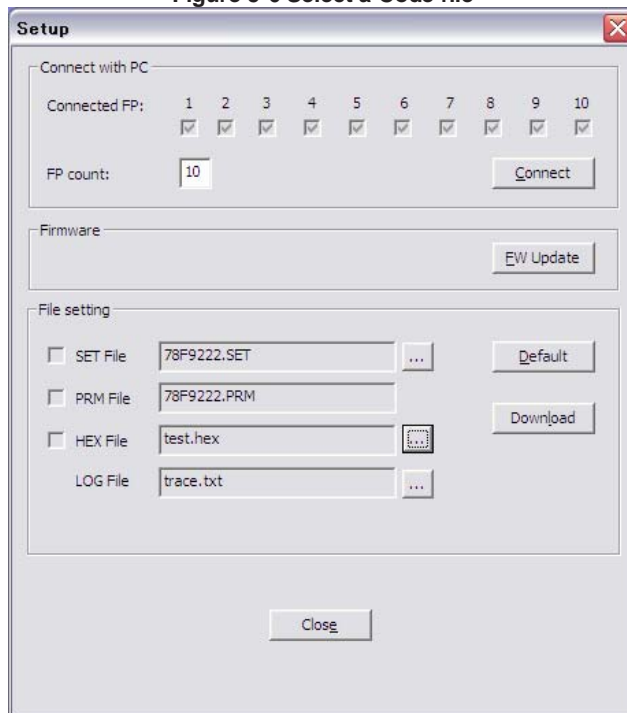 Setup
Connect with PC
Connected FP: 1 2 3 4 5 6 7 8 9 10
FP count: 10 Connect
Firmware
FW Update
File setting
SET File 78F9222.SET ... Default
PRM File 78F9222.PRM
Download
HEX File test.hex ...
LOG File trace.txt ...
Close